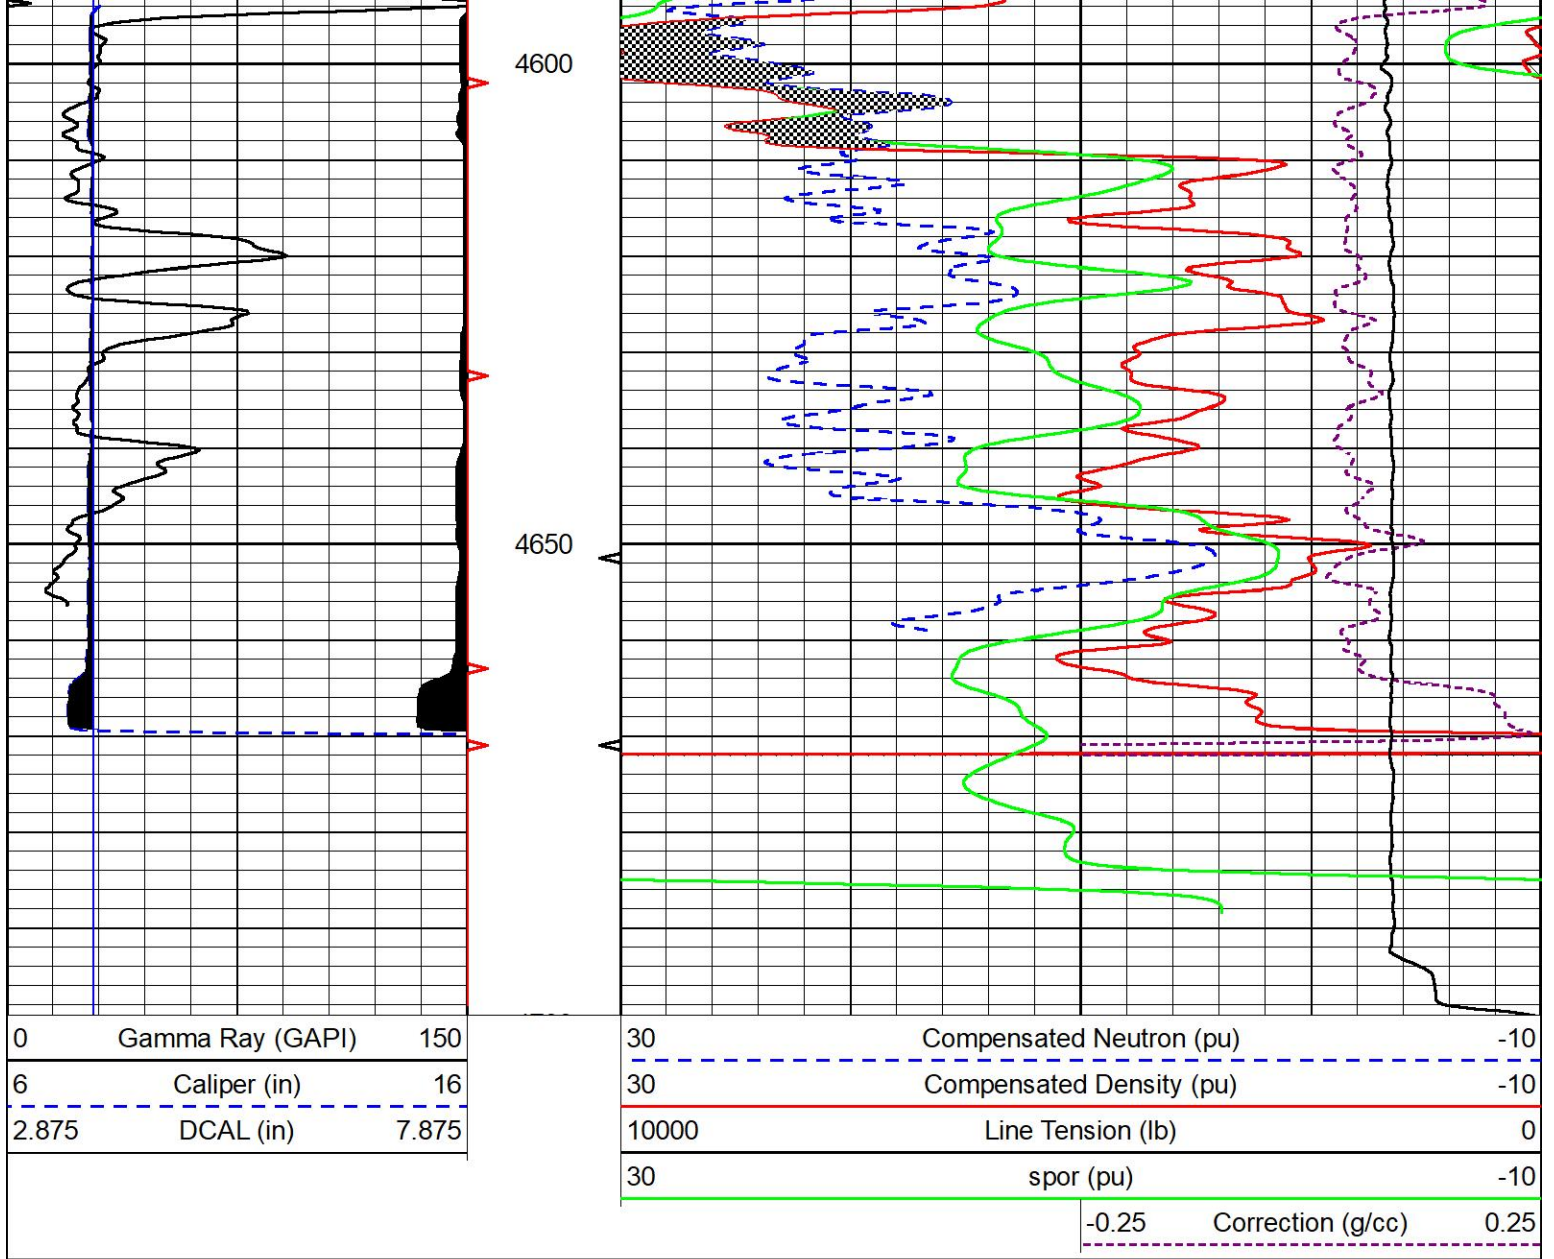 4600
4650
0 Gamma Ray (GAPI) 150
6 Caliper (in) 16
2.875 DCAL (in) 7.875
30 Compensated Neutron (pu) -10
30 Compensated Density (pu) -10
10000 Line Tension (lb) 0
30 spor (pu) -10
-0.25 Correction (g/cc) 0.25